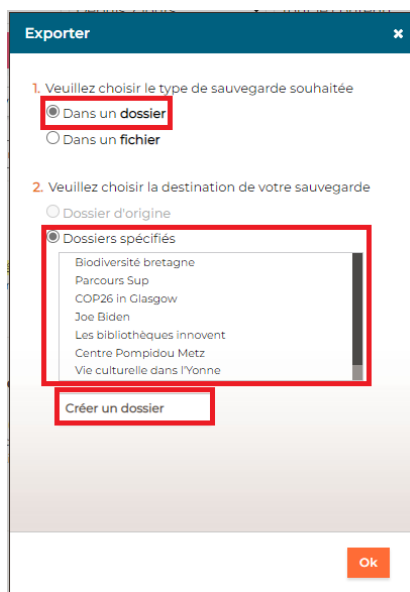 Exporter
×
1. Veuillez choisir le type de sauvegarde souhaitée
Dans un dossier
Dans un fichier
2. Veuillez choisir la destination de votre sauvegarde
Dossier d'origine
Dossiers spécifiés
Biodiversité bretagne
Parcours Sup
COP26 in Glasgow
Joe Biden
Les bibliothèques innovent
Centre Pompidou Metz
Vie culturelle dans l'Yonne
Créer un dossier
Ok